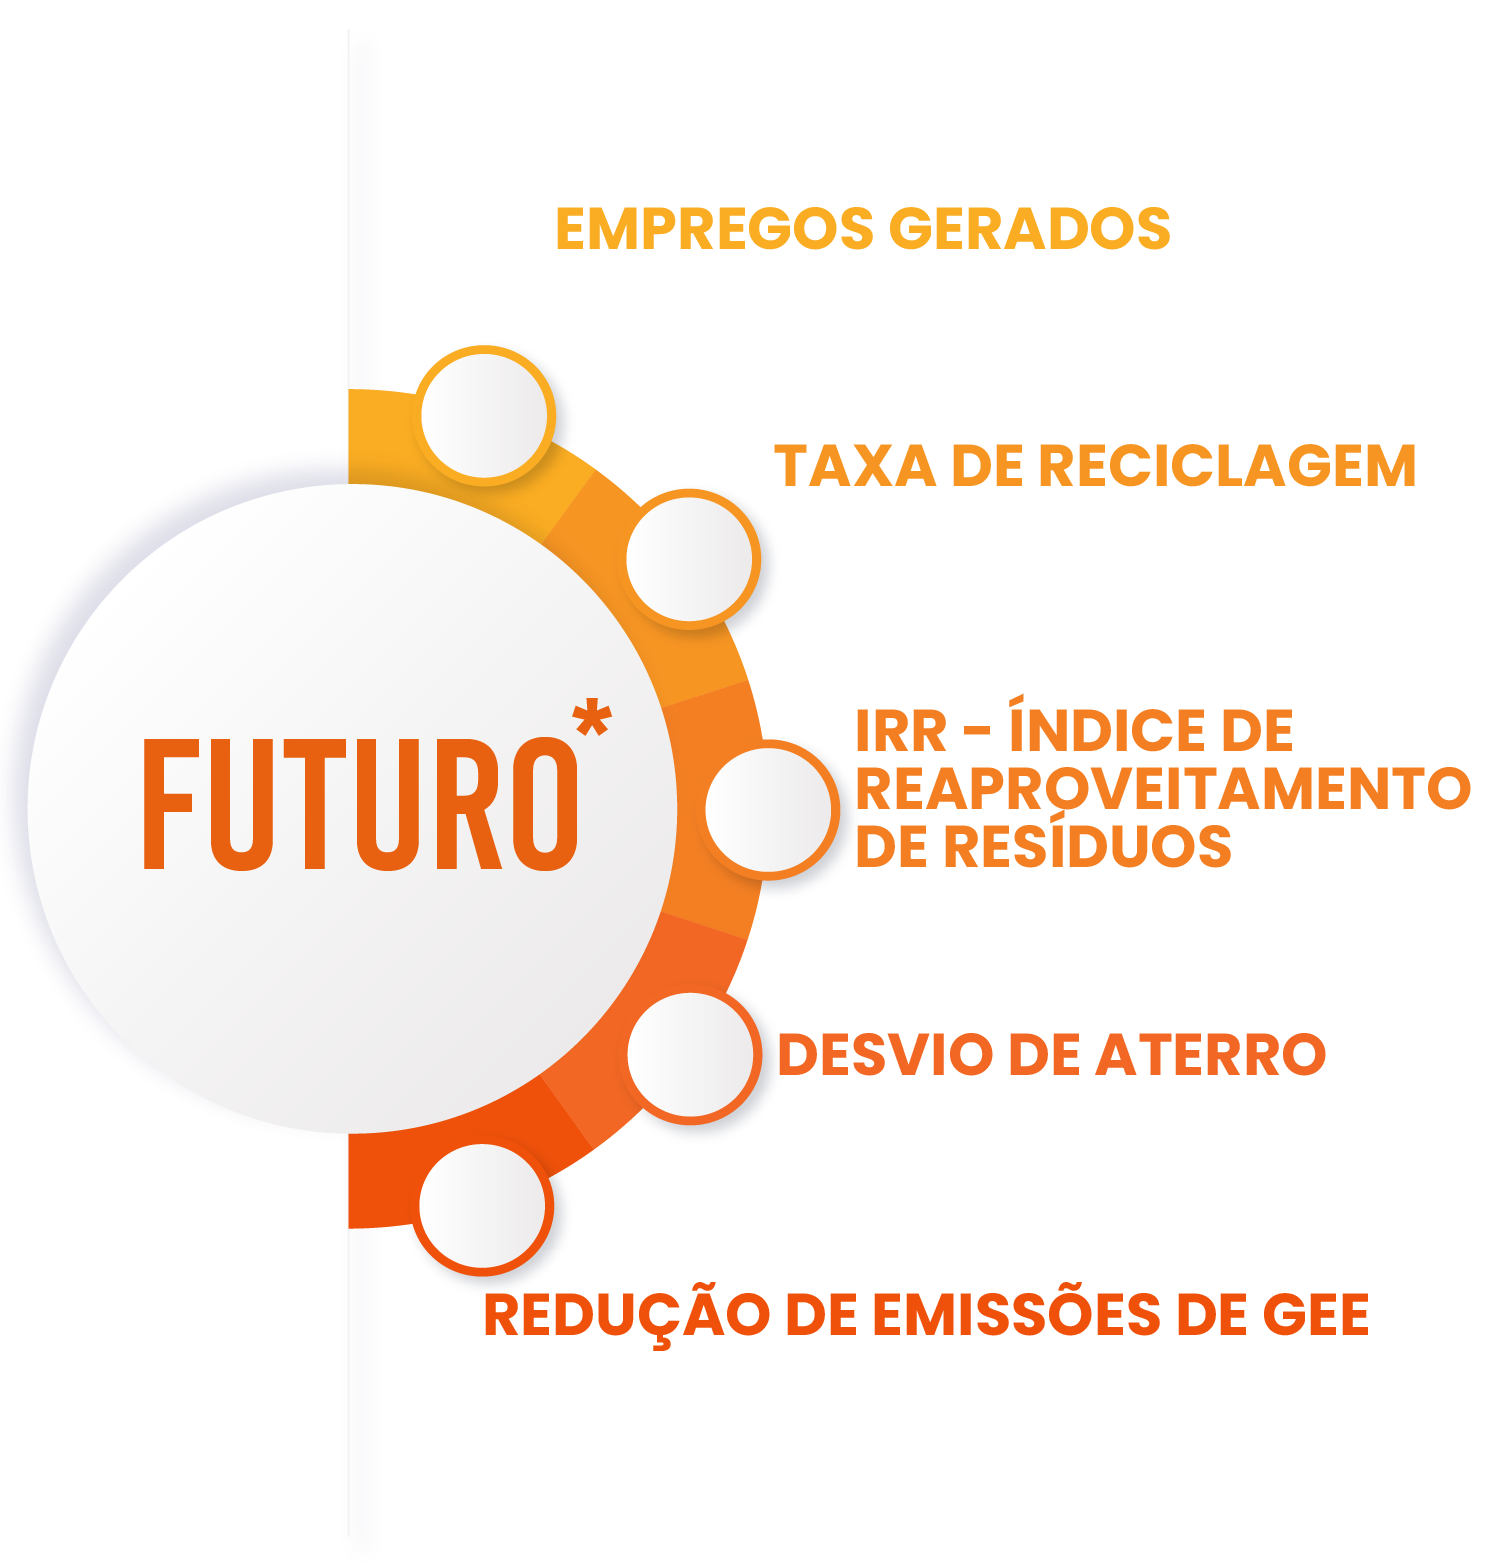 EMPREGOS GERADOS
TAXA DE RECICLAGEM
FUTURO*
IRR - ÍNDICE DE
REAPROVEITAMENTO
DE RESÍDUOS
DESVIO DE ATERRO
REDUÇÃO DE EMISSÕES DE GEE